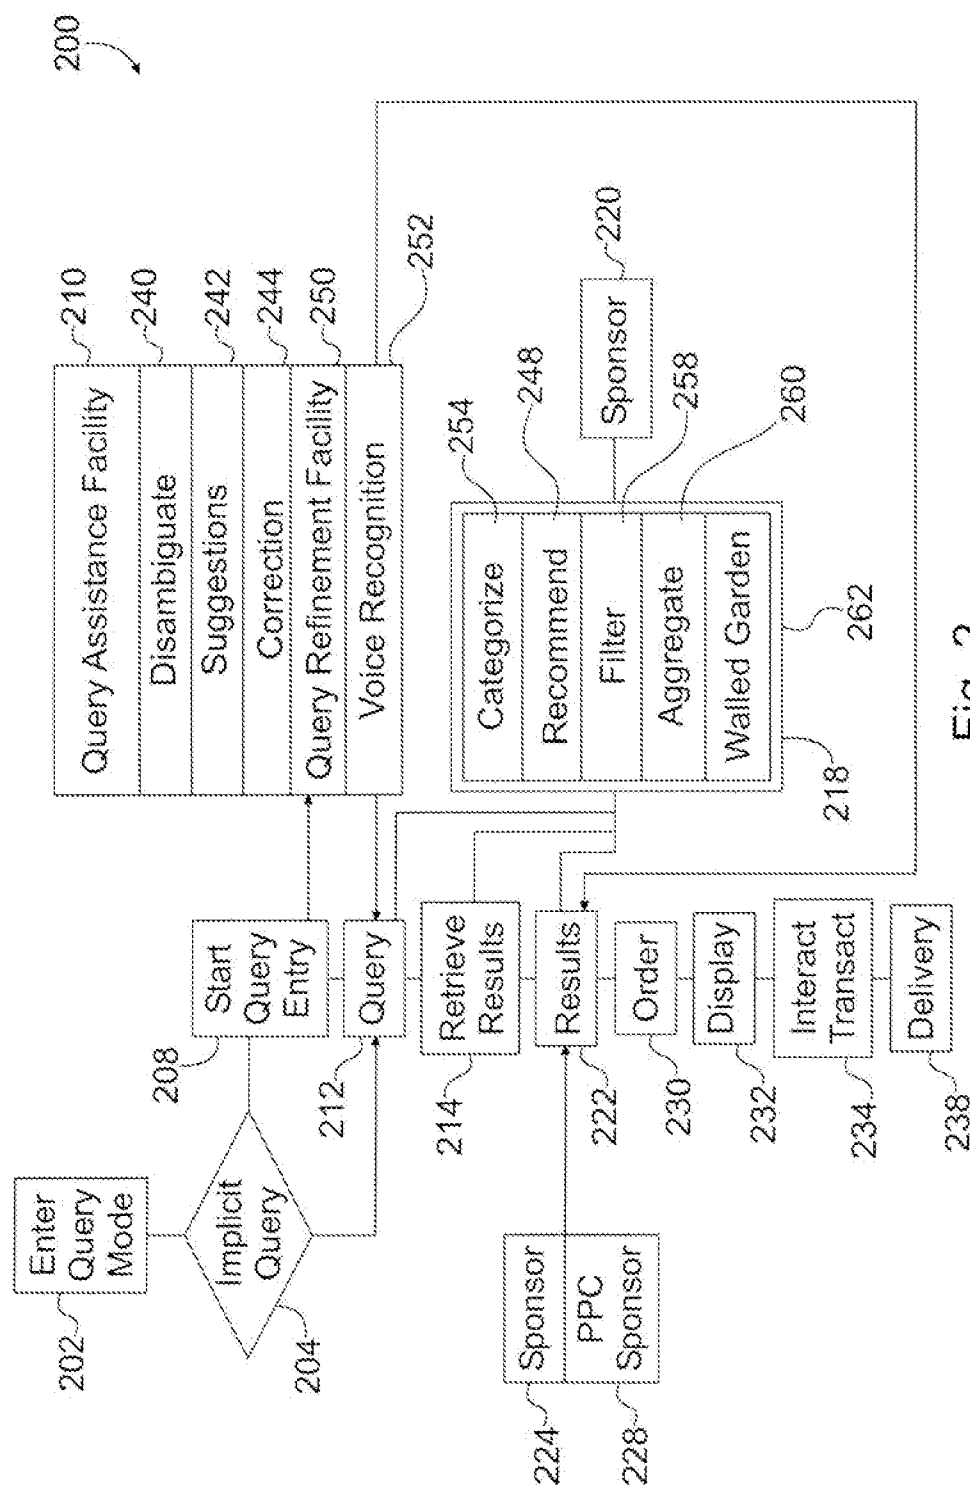 200
Enter
Query
Mode
202
Implicit
Query
204
Start
Query
Entry
208
Query Assistance Facility
210
Disambiguate
240
Suggestions
242
Correction
244
Query Refinement Facility
250
Voice Recognition
252
Query
212
Retrieve
Results
214
Results
222
Sponsor
224
PPC
Sponsor
228
Order
230
Display
232
Interact
Transact
234
Delivery
238
Categorize
254
Recommend
248
Filter
258
Aggregate
260
Walled Garden
262
218
Sponsor
220
Fig. 2